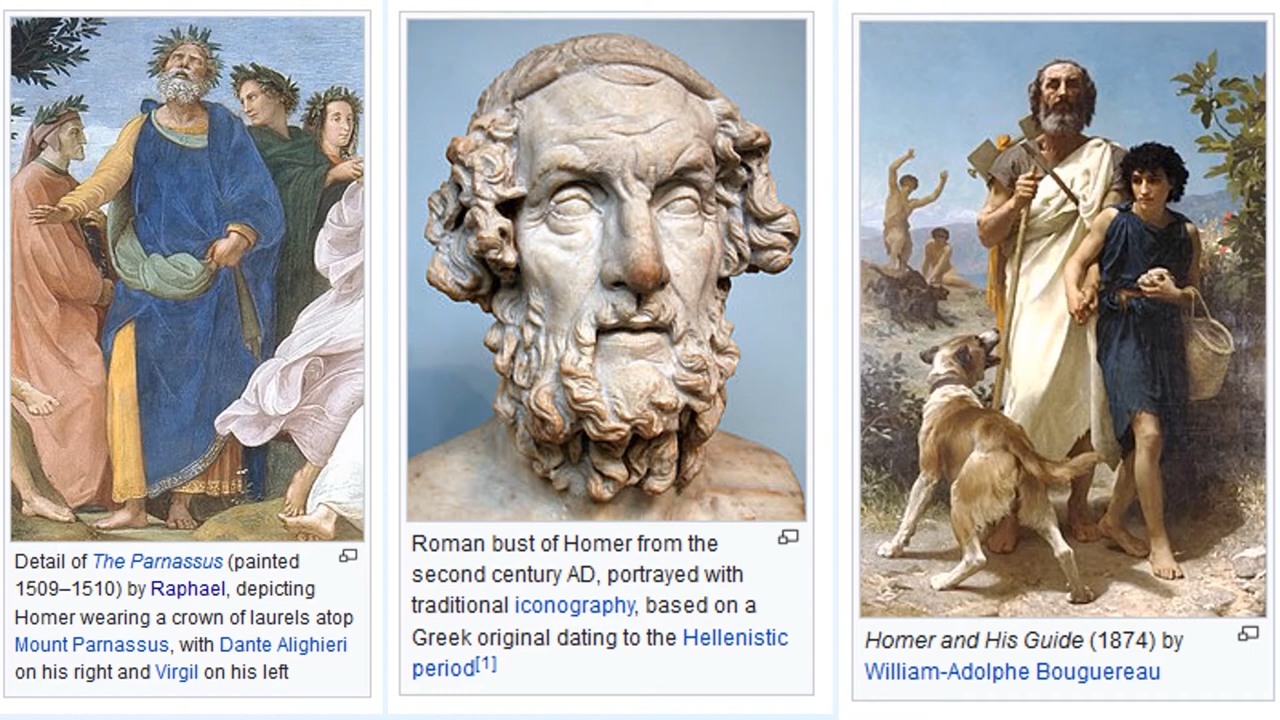 Detail of The Parnassus (painted
1509–1510) by Raphael, depicting
Homer wearing a crown of laurels atop
Mount Parnassus, with Dante Alighieri
on his right and Virgil on his left
Roman bust of Homer from the
second century AD, portrayed with
traditional iconography, based on a
Greek original dating to the Hellenistic
period[1]
Homer and His Guide (1874) by
William-Adolphe Bouguereau